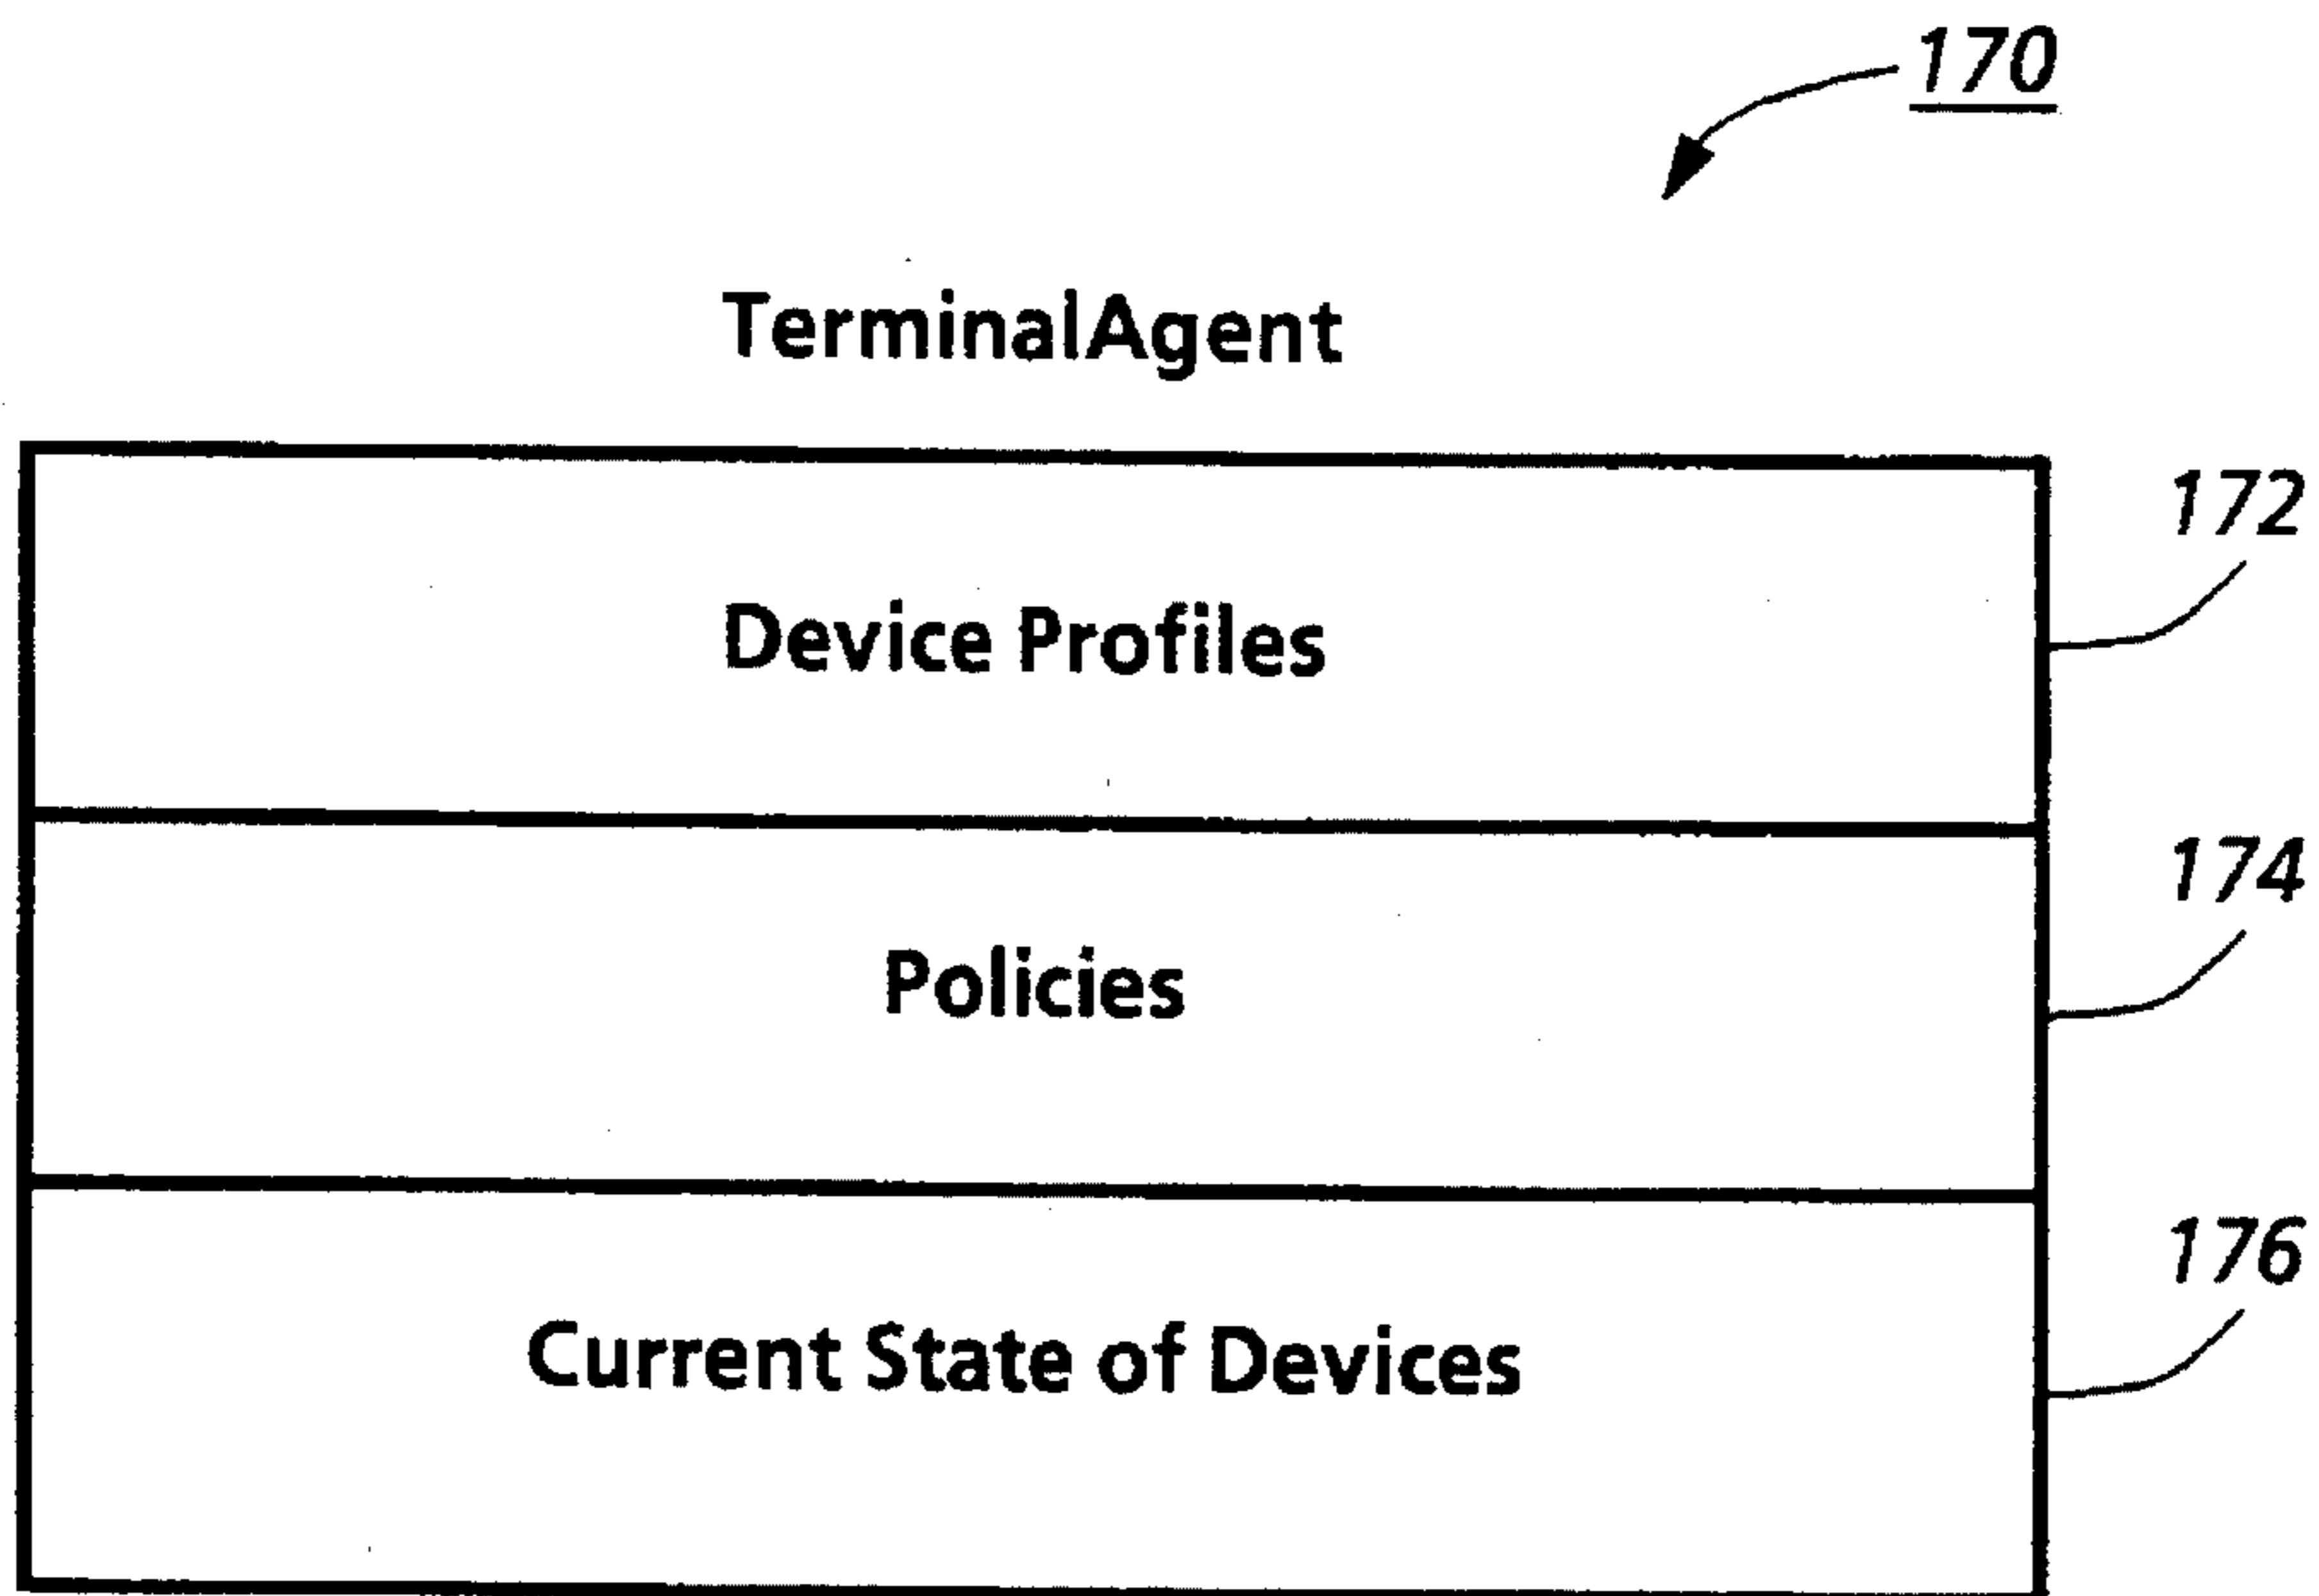 170
TerminalAgent
172
Device Profiles
174
Policies
176
Current State of Devices